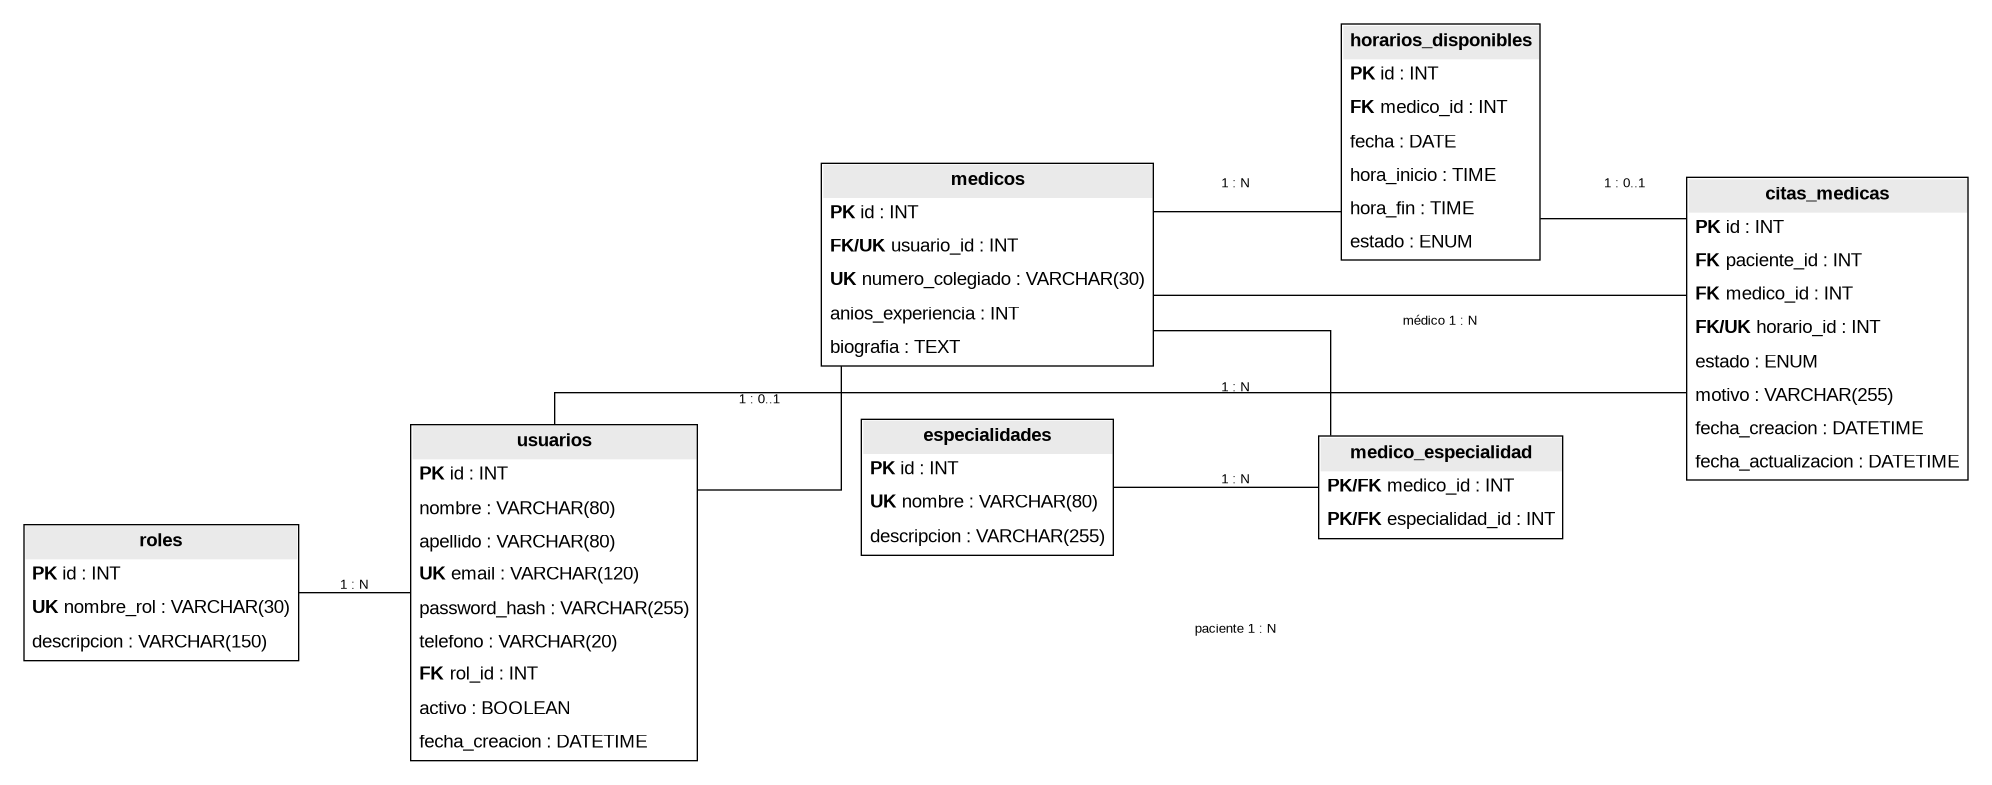 horarios_disponibles
PK id : INT
FK medico_id : INT
fecha : DATE
hora_inicio : TIME
hora_fin : TIME
estado : ENUM
medicos
PK id : INT
FK/UK usuario_id : INT
UK numero_colegiado : VARCHAR(30)
anios_experiencia : INT
biografia : TEXT
1 : N
1 : 0..1
citas_medicas
PK id : INT
FK paciente_id : INT
FK medico_id : INT
FK/UK horario_id : INT
estado : ENUM
motivo : VARCHAR(255)
fecha_creacion : DATETIME
fecha_actualizacion : DATETIME
médico 1 : N
1 : N
1 : 0..1
usuarios
PK id : INT
nombre : VARCHAR(80)
apellido : VARCHAR(80)
UK email : VARCHAR(120)
password_hash : VARCHAR(255)
telefono : VARCHAR(20)
FK rol_id : INT
activo : BOOLEAN
fecha_creacion : DATETIME
especialidades
PK id : INT
UK nombre : VARCHAR(80)
descripcion : VARCHAR(255)
1 : N
medico_especialidad
PK/FK medico_id : INT
PK/FK especialidad_id : INT
roles
PK id : INT
UK nombre_rol : VARCHAR(30)
descripcion : VARCHAR(150)
1 : N
paciente 1 : N